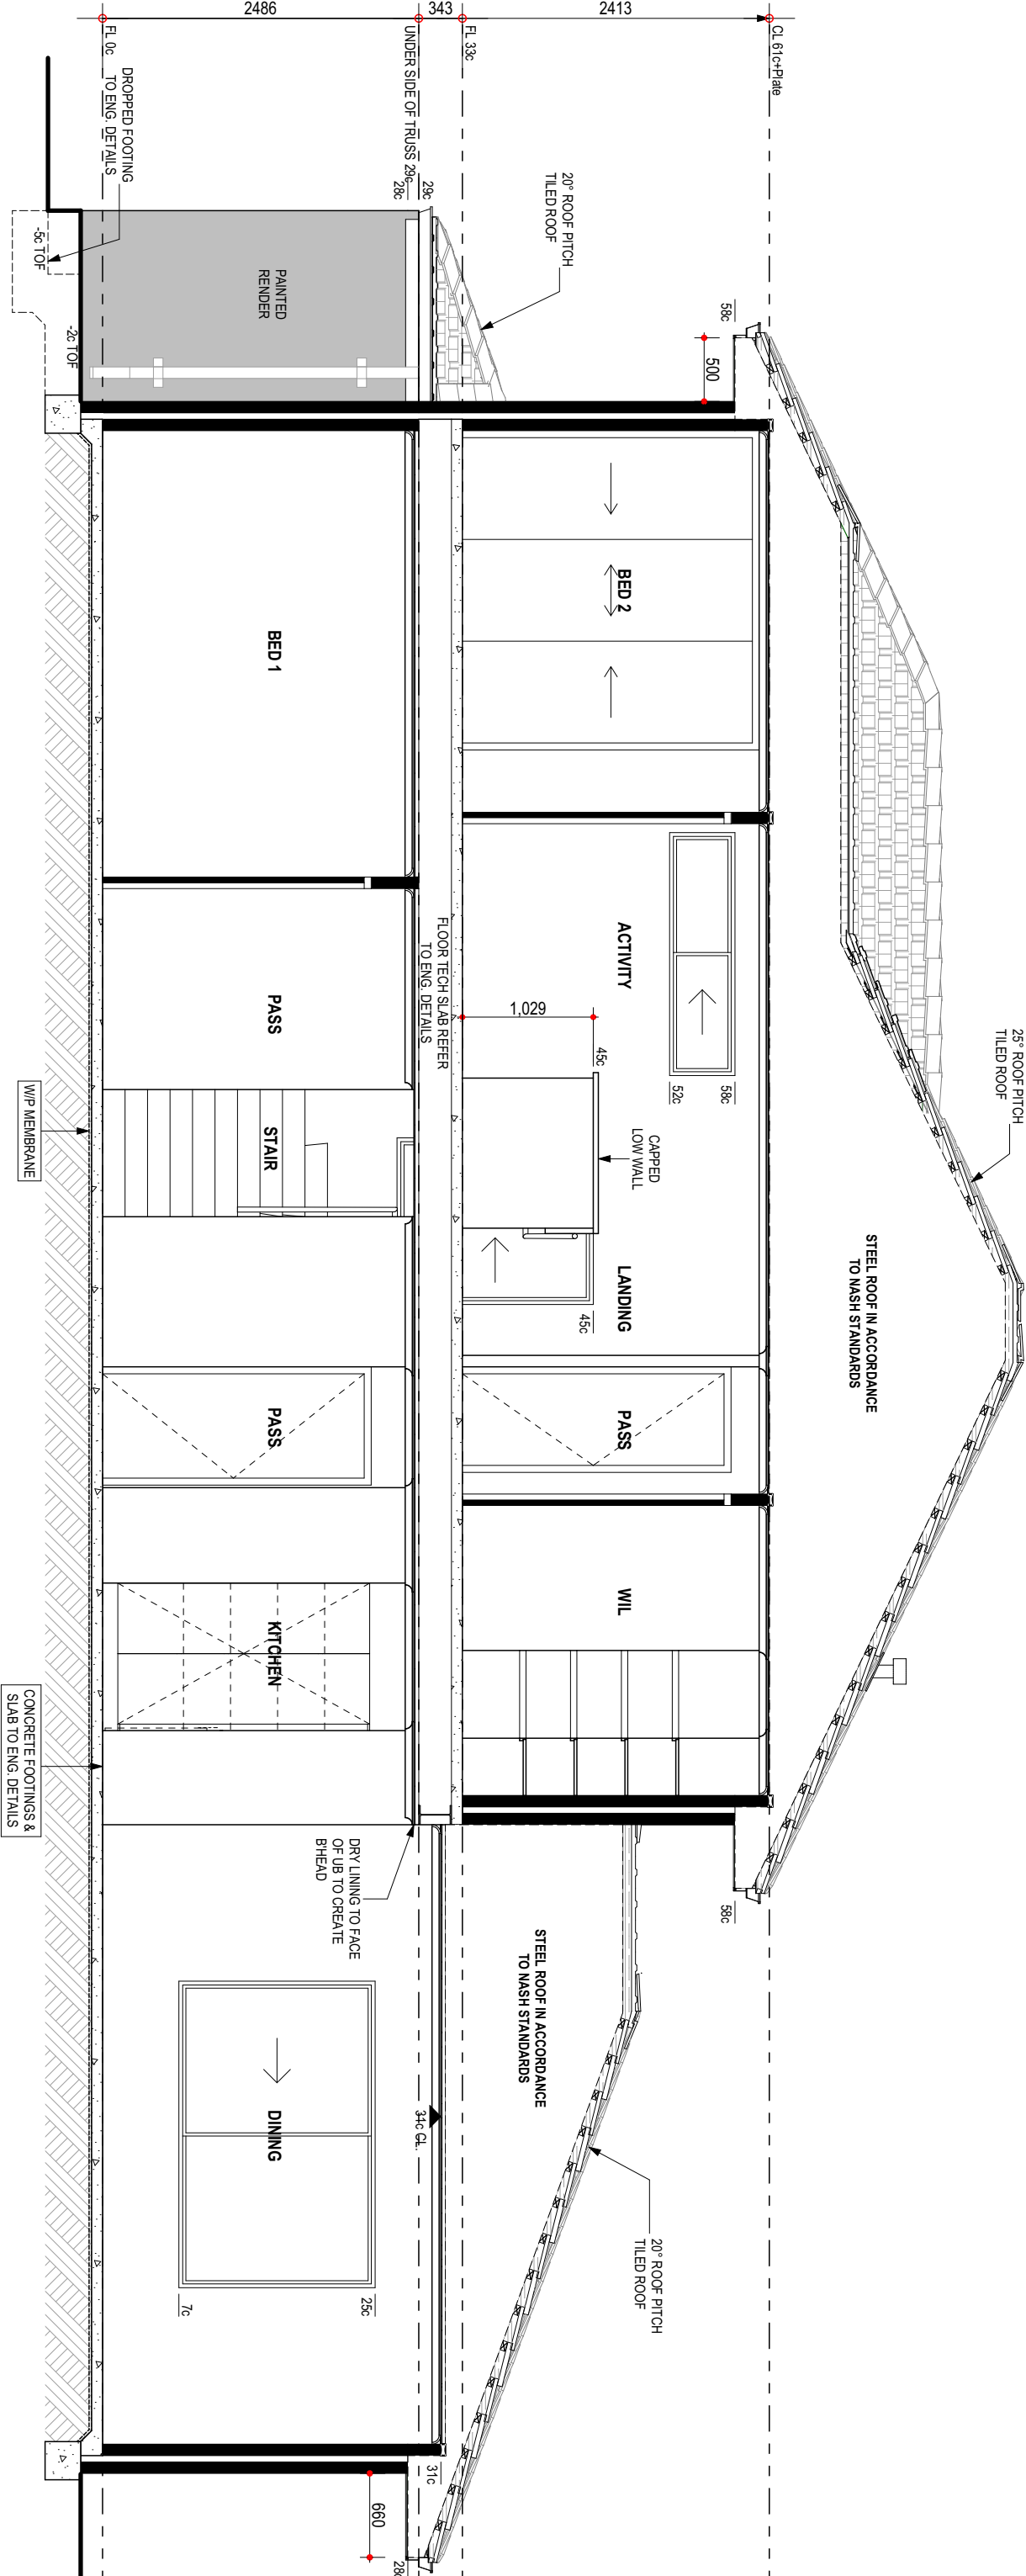 2486
343
2413
FL 0c
UNDER SIDE OF TRUSS 29c
FL 33c
CL 61c+Plate
DROPPED FOOTING
TO ENG. DETAILS
28c
29c
20° ROOF PITCH
TILED ROOF
-5c TOF
-2c TOF
PAINTED
RENDER
58c
500
BED 1
BED 2
ACTIVITY
PASS
FLOOR TECH SLAB REFER
TO ENG. DETAILS
1,029
45c
52c
58c
25° ROOF PITCH
TILED ROOF
W/P MEMBRANE
STAIR
CAPPED
LOW WALL
LANDING
45c
STEEL ROOF IN ACCORDANCE
TO NASH STANDARDS
PASS
PASS
KITCHEN
WIL
CONCRETE FOOTINGS &
SLAB TO ENG. DETAILS
DRY LINING TO FACE
OF UB TO CREATE
B'HEAD
58c
STEEL ROOF IN ACCORDANCE
TO NASH STANDARDS
DINING
31c CL.
20° ROOF PITCH
TILED ROOF
7c
25c
31c
660
28c